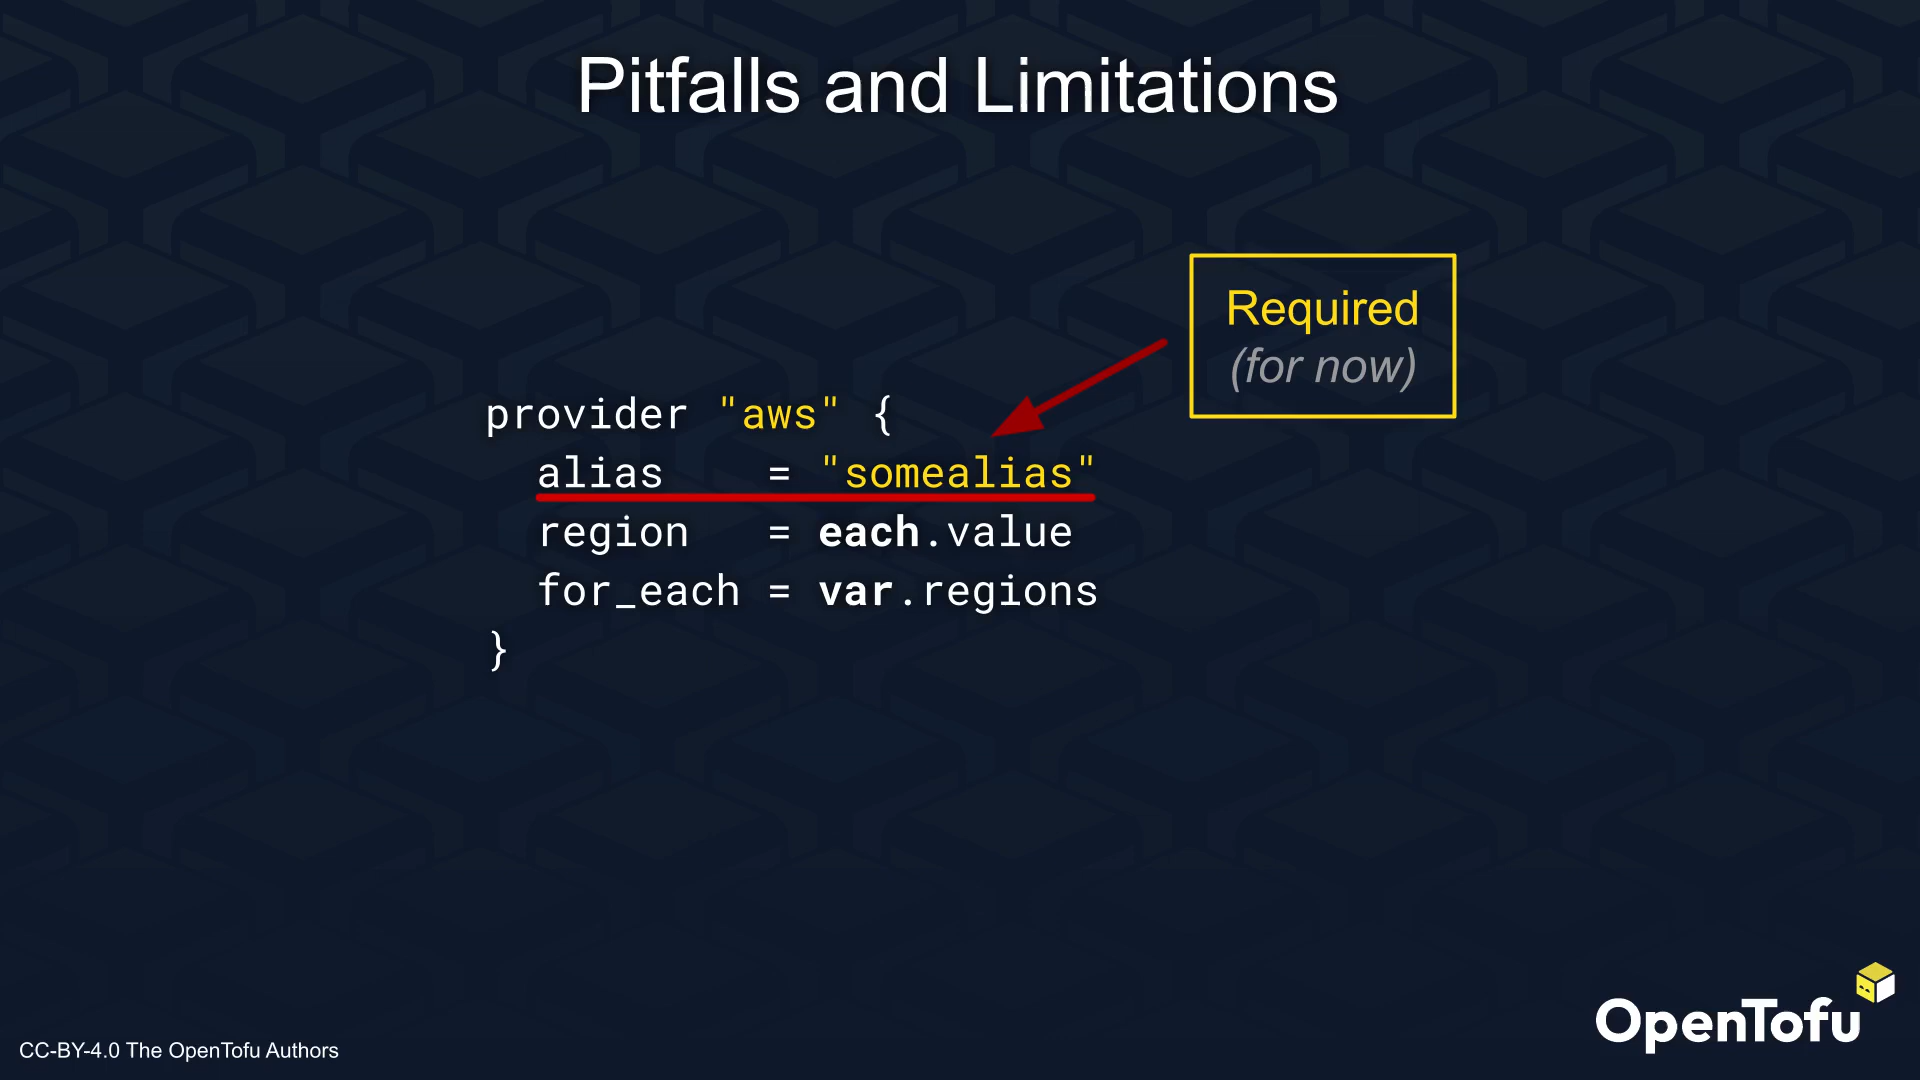 Pitfalls and Limitations
Required
(for now)
provider "aws" {
  alias    = "somealias"
  region   = each.value
  for_each = var.regions
}
OpenTofu
CC-BY-4.0 The OpenTofu Authors